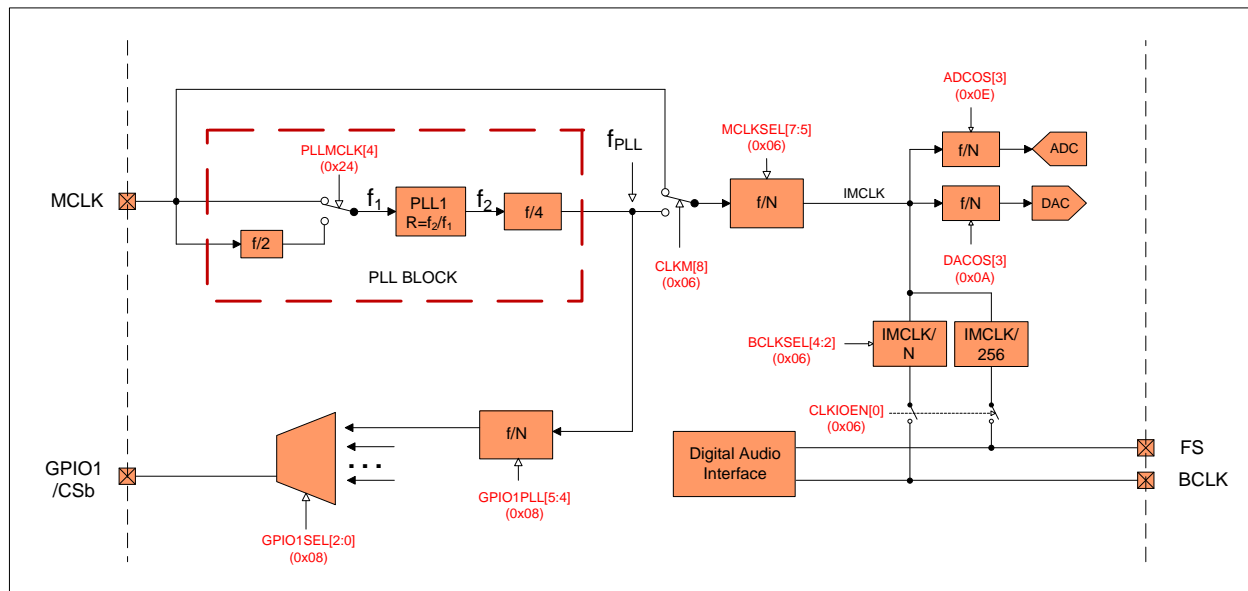 ADCOS[3]
(0x0E)
f/N
ADC
MCLKSEL[7:5]
(0x06)
f/N
IMCLK
f/N
DAC
DACOS[3]
(0x0A)
fPLL
PLLMCLK[4]
(0x24)
MCLK
f1
PLL1
R=f2/f1
f2
f/4
f/2
PLL BLOCK
CLKM[8]
(0x06)
BCLKSEL[4:2]
(0x06)
IMCLK/
N
IMCLK/
256
CLKIOEN[0]
(0x06)
GPIO1
/CSb
f/N
...
GPIO1PLL[5:4]
(0x08)
GPIO1SEL[2:0]
(0x08)
Digital Audio
Interface
FS
BCLK